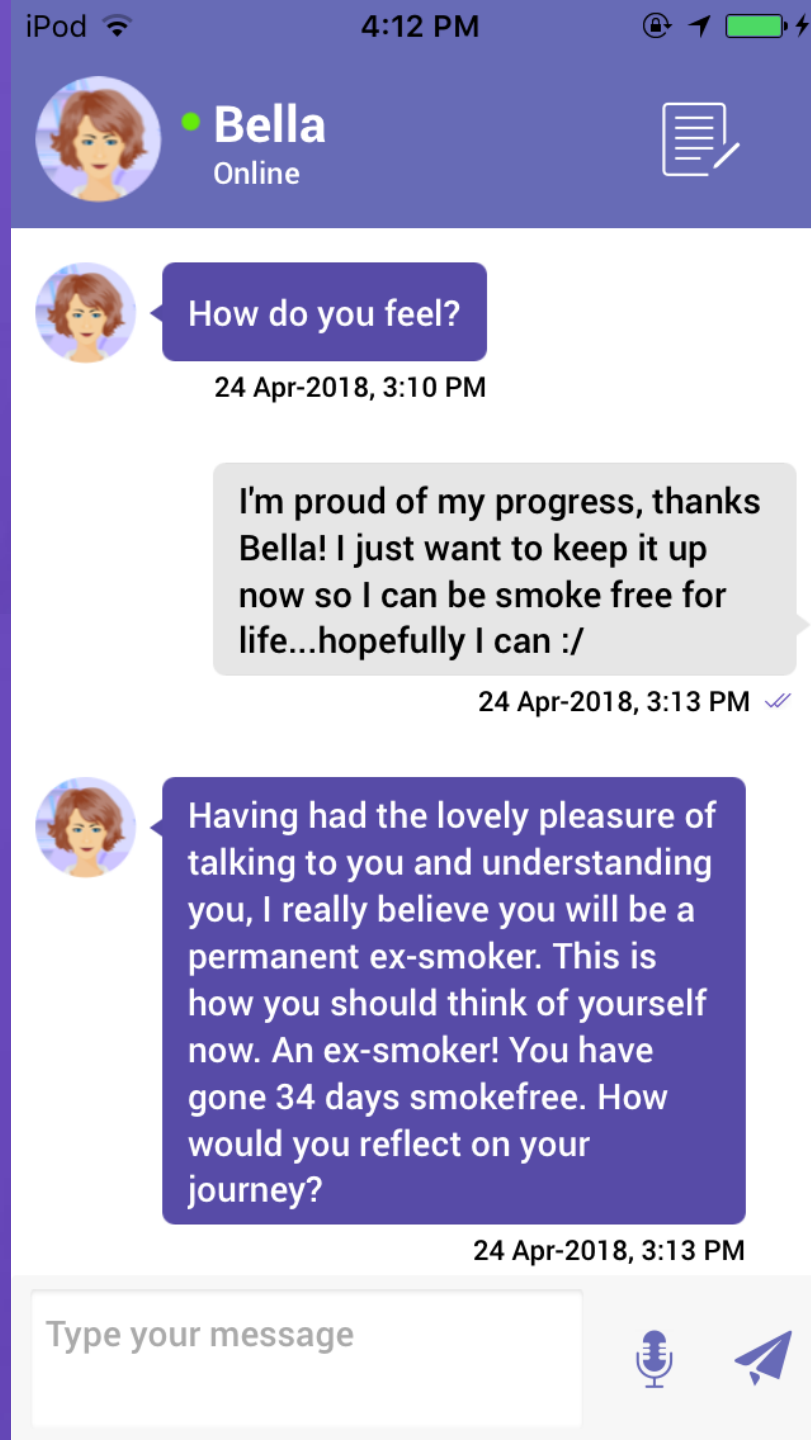 iPod 4:12 PM
Bella
Online
How do you feel?
24 Apr-2018, 3:10 PM
I'm proud of my progress, thanks
Bella! I just want to keep it up
now so I can be smoke free for
life...hopefully I can :/
24 Apr-2018, 3:13 PM
Having had the lovely pleasure of
talking to you and understanding
you, I really believe you will be a
permanent ex-smoker. This is
how you should think of yourself
now. An ex-smoker! You have
gone 34 days smokefree. How
would you reflect on your
journey?
24 Apr-2018, 3:13 PM
Type your message